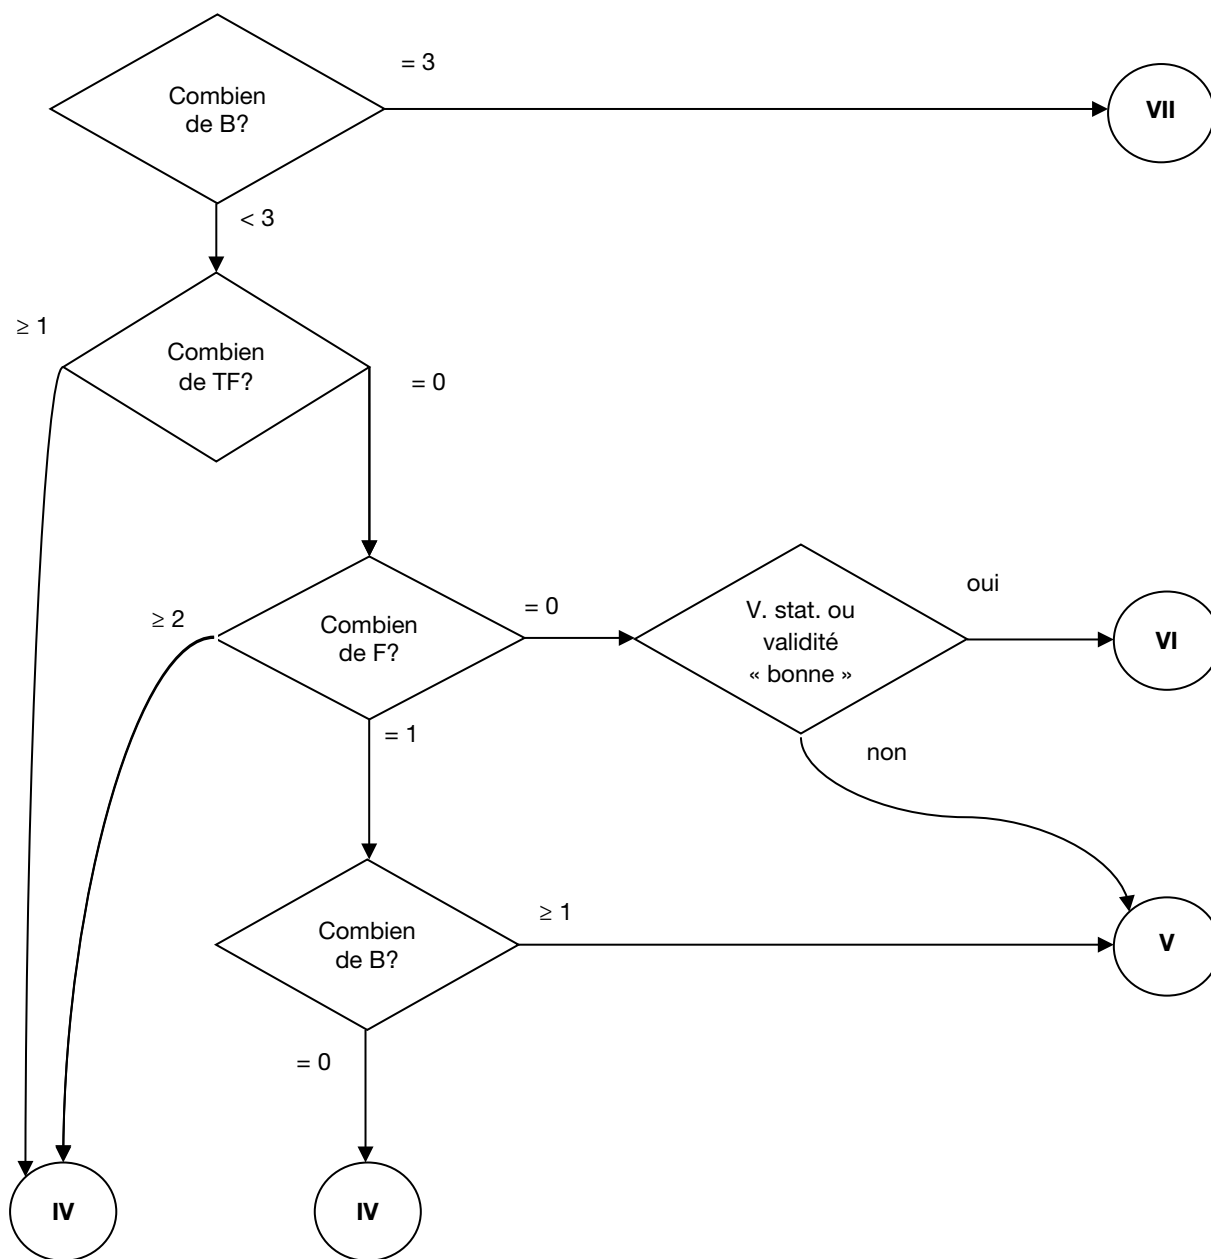 = 3
Combien
de B?
VII
< 3
≥ 1
Combien
de TF?
= 0
≥ 2
Combien
de F?
= 0
V. stat. ou
validité
« bonne »
oui
VI
= 1
non
Combien
de B?
≥ 1
V
= 0
IV
IV